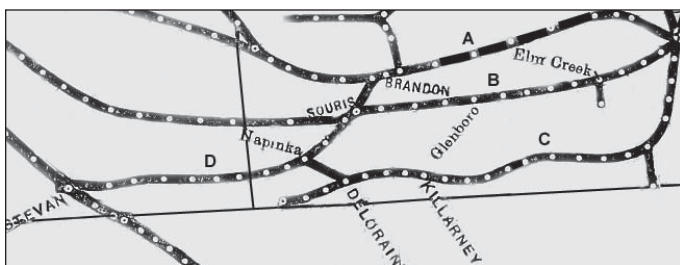 A
Elm Creek
BRANDON
B
SOURIS
Napinka
Glenboro
C
D
STEVAN
DELORAIN
KILLARNEY